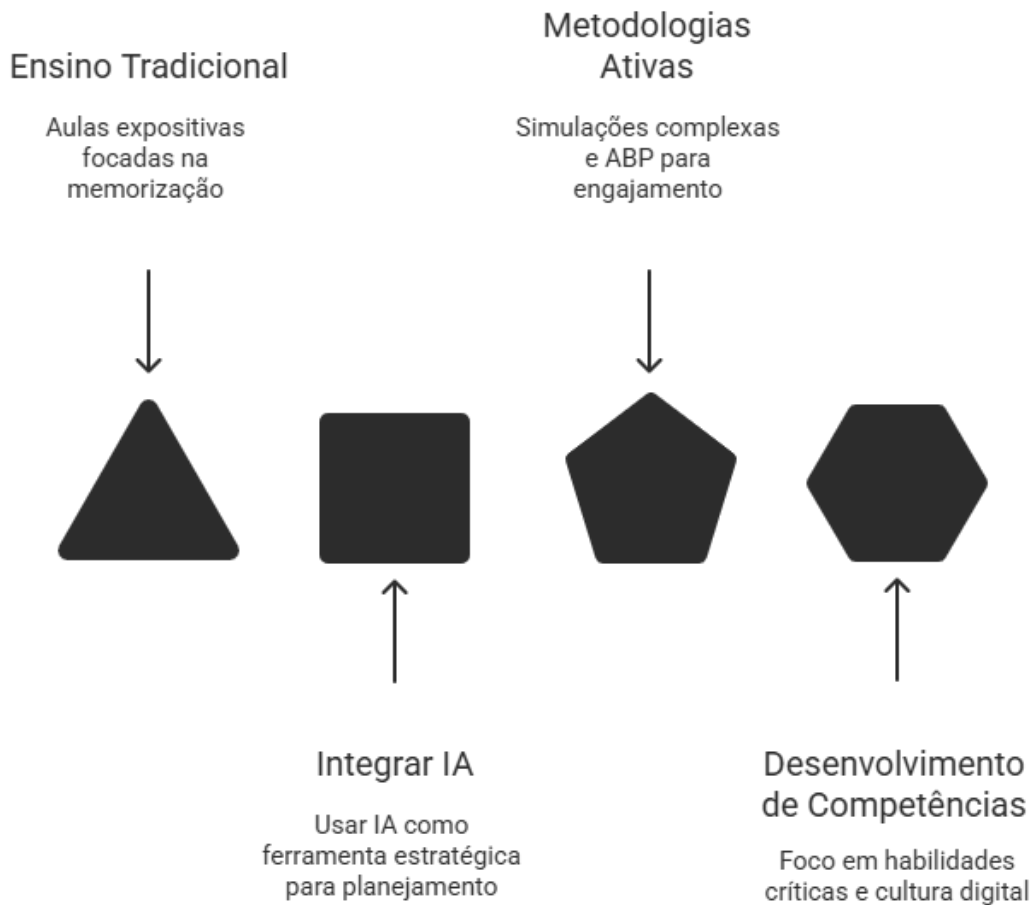 Ensino Tradicional
Aulas expositivas
focadas na
memorização
Metodologias
Ativas
Simulações complexas
e ABP para
engajamento
Integrar IA
Usar IA como
ferramenta estratégica
para planejamento
Desenvolvimento
de Competências
Foco em habilidades
críticas e cultura digital